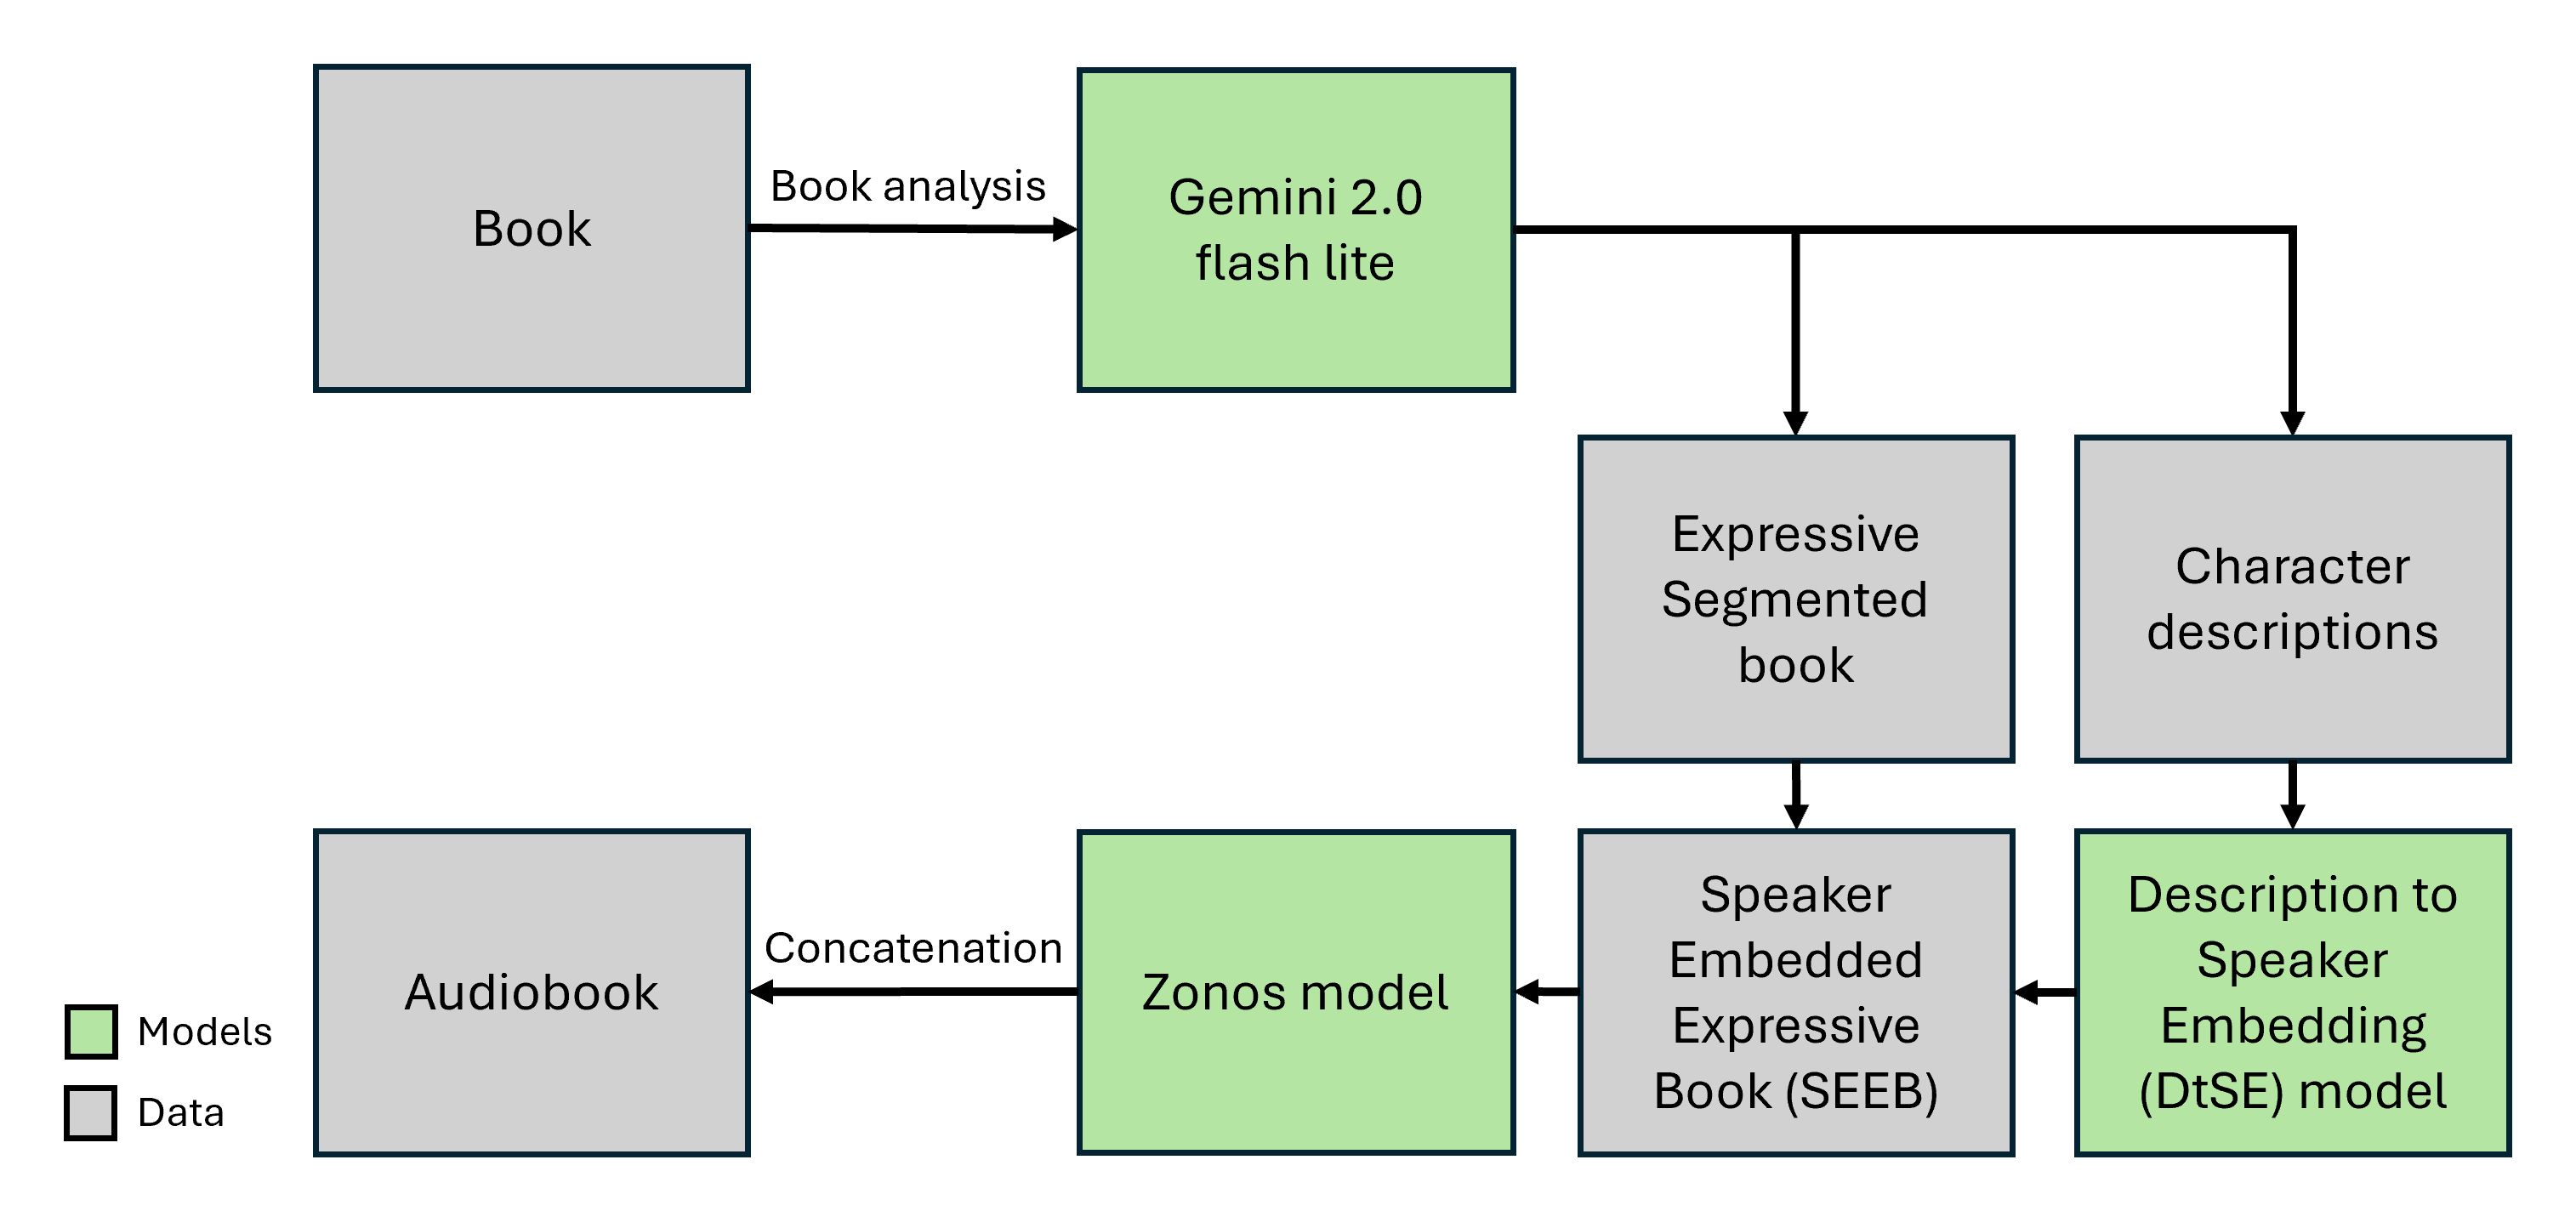 Book
Book analysis
Gemini 2.0
flash lite
Expressive
Segmented
book
Character
descriptions
Audiobook
Concatenation
Zonos model
Speaker
Embedded
Expressive
Book (SEEB)
Description to
Speaker
Embedding
(DtSE) model
Models
Data